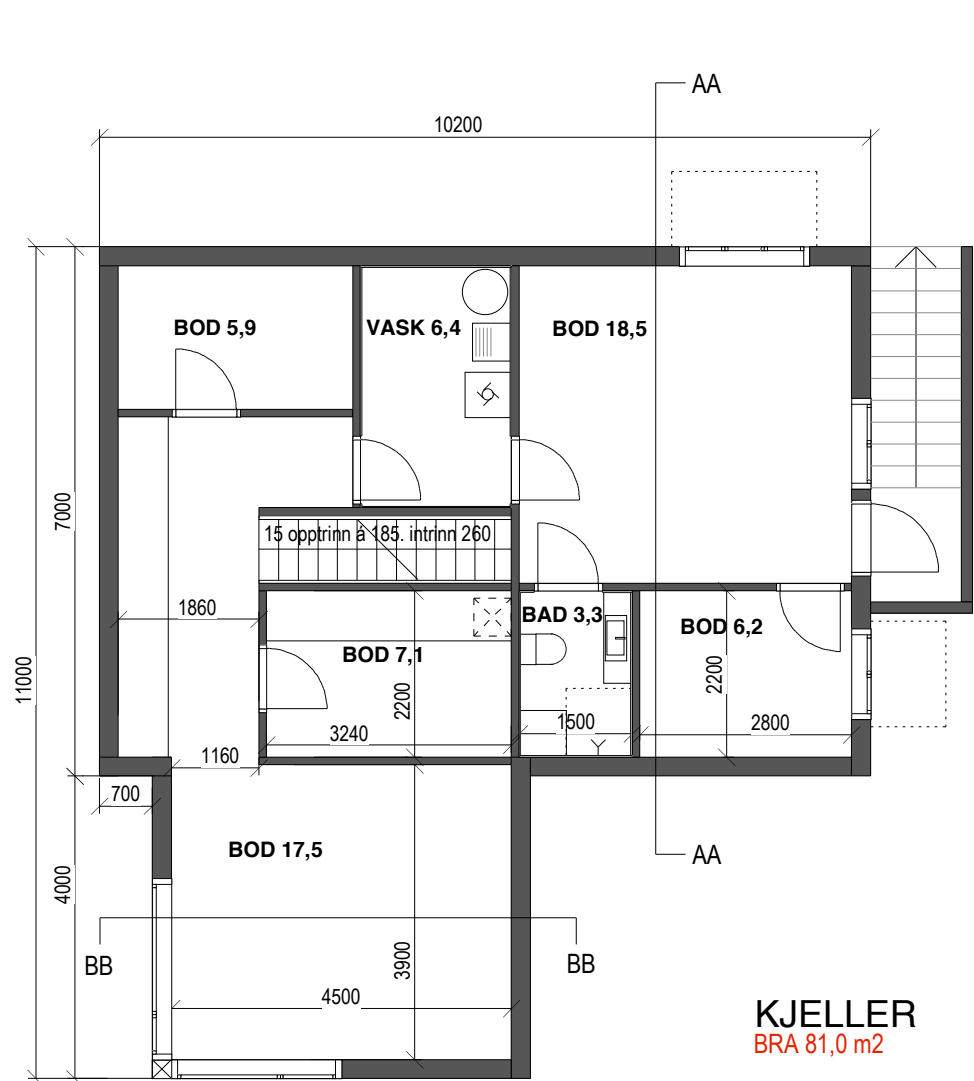 AA
10200
BOD 5,9
VASK 6,4
BOD 18,5
7000
15 opptrinn á 185. intrinn 260
1860
BAD 3,3
BOD 6,2
BOD 7,1
11000
2200
2200
3240
1500
2800
1160
700
BOD 17,5
AA
4000
BB
BB
3900
4500
KJELLER
BRA 81,0 m2